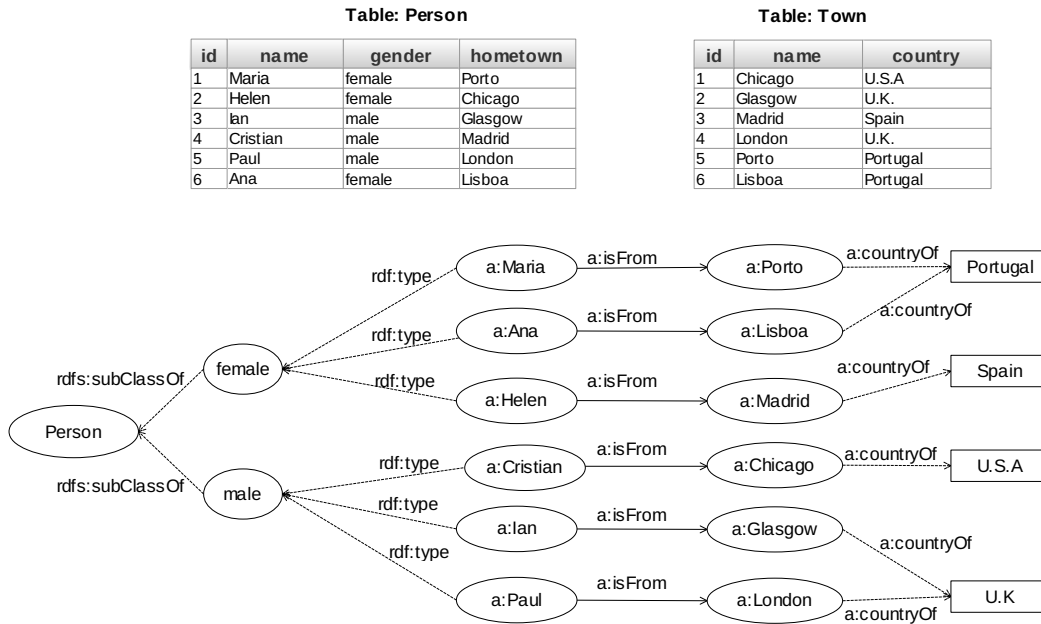 Table: Person
Table: Town
id name gender hometown
1 Maria female Porto
2 Helen female Chicago
3 Ian male Glasgow
4 Cristian male Madrid
5 Paul male London
6 Ana female Lisboa
id name country
1 Chicago U.S.A
2 Glasgow U.K.
3 Madrid Spain
4 London U.K.
5 Porto Portugal
6 Lisboa Portugal
rdf:type a:Maria a:isFrom a:Porto a:countryOf Portugal
rdf:type a:Ana a:isFrom a:Lisboa a:countryOf
female
rdfs:subClassOf
rdf:type a:Helen a:isFrom a:Madrid a:countryOf Spain
Person
rdf:type a:Cristian a:isFrom a:Chicago a:countryOf U.S.A
rdfs:subClassOf
male
rdf:type a:Ian a:isFrom a:Glasgow a:countryOf
rdf:type a:Paul a:isFrom a:London a:countryOf U.K